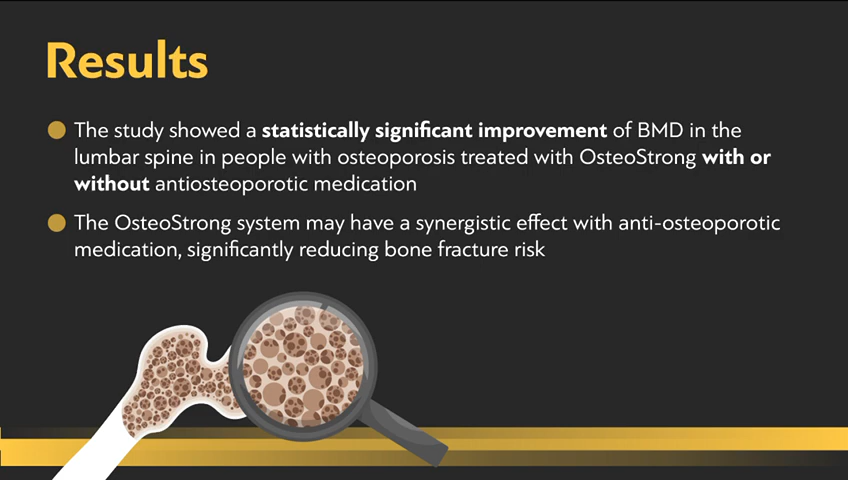 Results
The study showed a statistically significant improvement of BMD in the
lumbar spine in people with osteoporosis treated with OsteoStrong with or
without antiosteoporotic medication
The OsteoStrong system may have a synergistic effect with anti-osteoporotic
medication, significantly reducing bone fracture risk